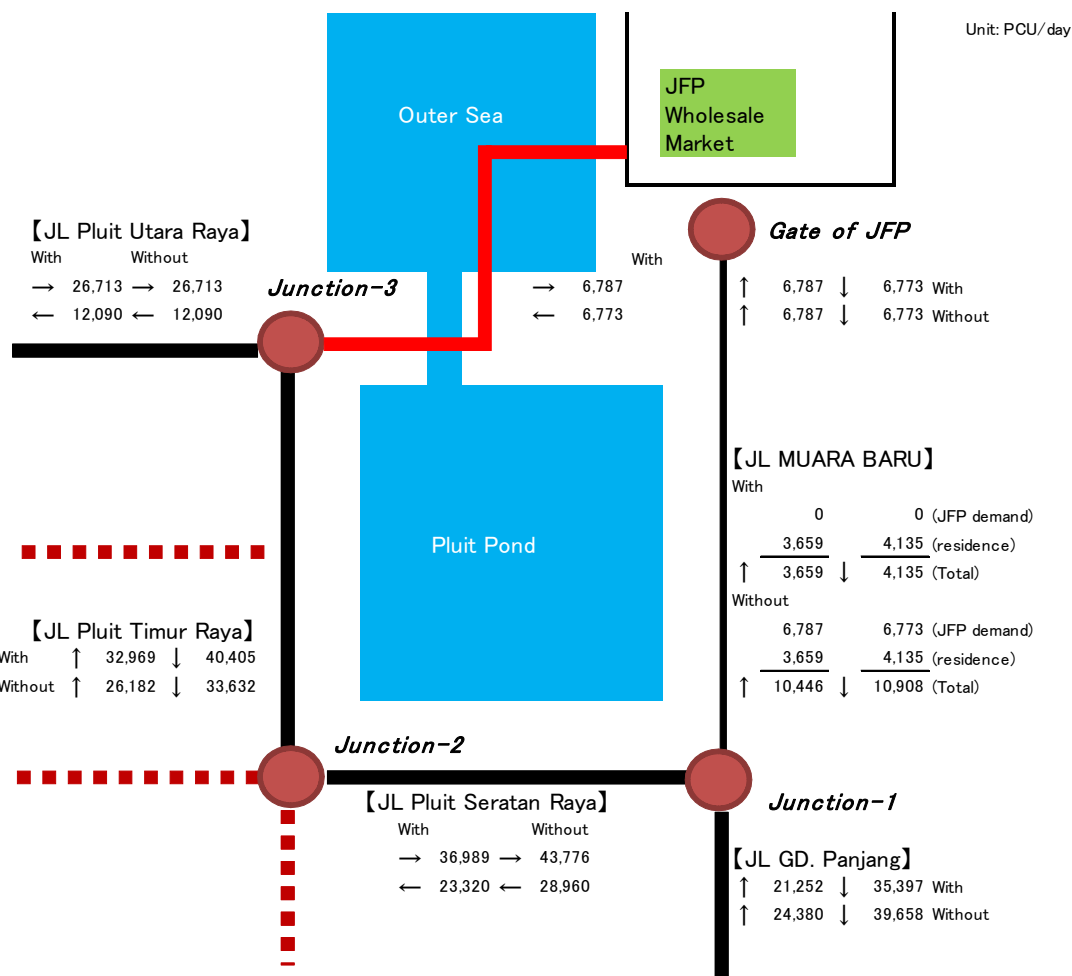 Unit: PCU/day
JFP
Wholesale
Market
Outer Sea
【JL Pluit Utara Raya】
With Without
→ 26,713 → 26,713
← 12,090 ← 12,090
Junction-3
With
→ 6,787
← 6,773
Gate of JFP
↑ 6,787 ↓ 6,773 With
↑ 6,787 ↓ 6,773 Without
【JL MUARA BARU】
With
0 0 (JFP demand)
3,659 4,135 (residence)
↑ 3,659 ↓ 4,135 (Total)
Without
6,787 6,773 (JFP demand)
3,659 4,135 (residence)
↑ 10,446 ↓ 10,908 (Total)
Pluit Pond
【JL Pluit Timur Raya】
With ↑ 32,969 ↓ 40,405
Without ↑ 26,182 ↓ 33,632
Junction-2
【JL Pluit Seratan Raya】
With Without
→ 36,989 → 43,776
← 23,320 ← 28,960
Junction-1
【JL GD. Panjang】
↑ 21,252 ↓ 35,397 With
↑ 24,380 ↓ 39,658 Without